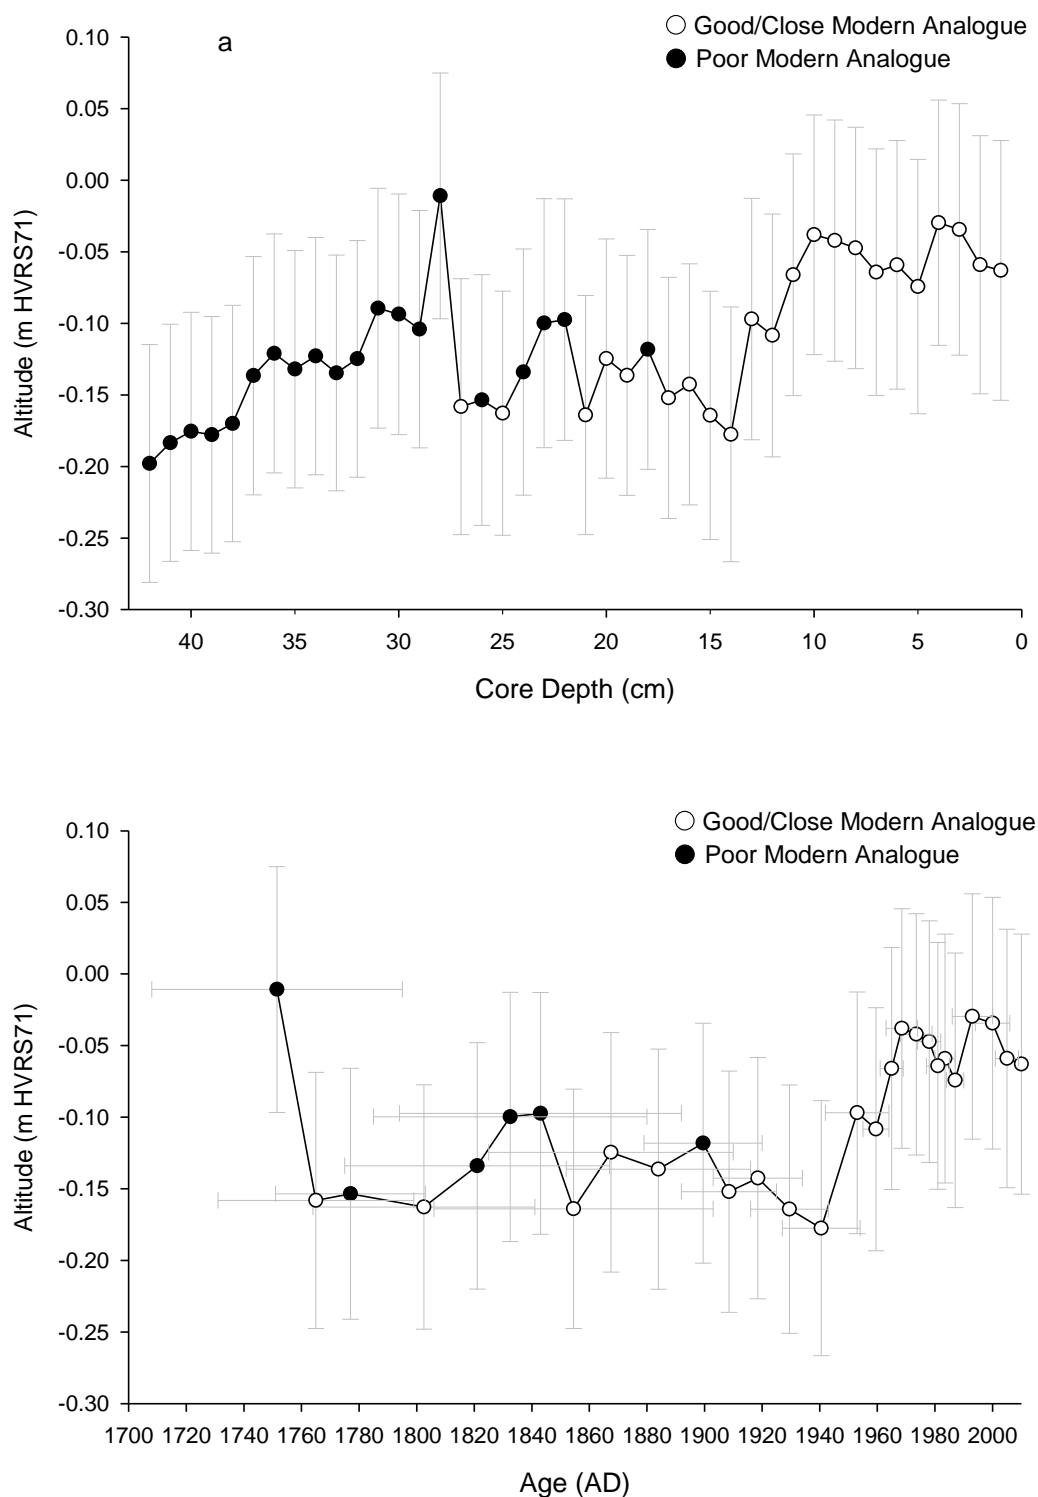 a
Good/Close Modern Analogue
Poor Modern Analogue
0.10
0.05
0.00
-0.05
-0.10
-0.15
-0.20
-0.25
-0.30
Altitude (m HVRS71)
40 35 30 25 20 15 10 5 0
Core Depth (cm)
Good/Close Modern Analogue
Poor Modern Analogue
0.10
0.05
0.00
-0.05
-0.10
-0.15
-0.20
-0.25
-0.30
Altitude (m HVRS71)
1700 1720 1740 1760 1780 1800 1820 1840 1860 1880 1900 1920 1940 1960 1980 2000
Age (AD)